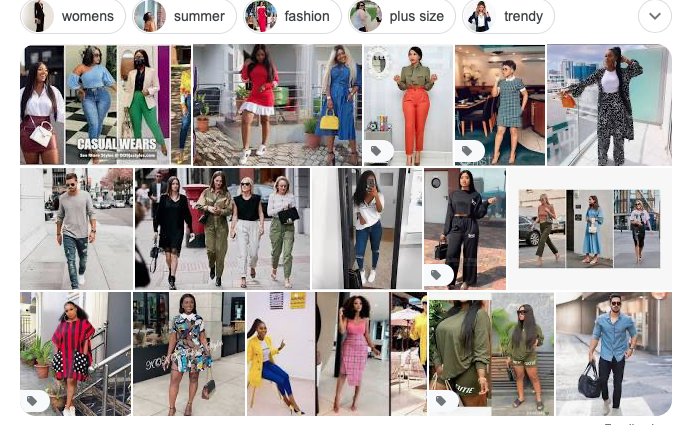 womens
summer
fashion
plus size
trendy
CASUAL WEARS